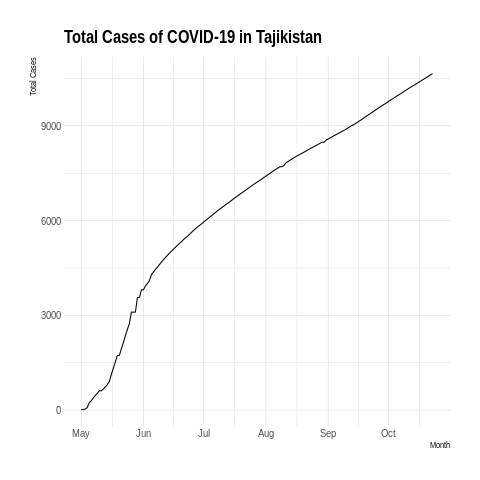 Total Cases of COVID-19 in Tajikistan
Total Cases
9000
6000
3000
0
May Jun Jul Aug Sep Oct
Month